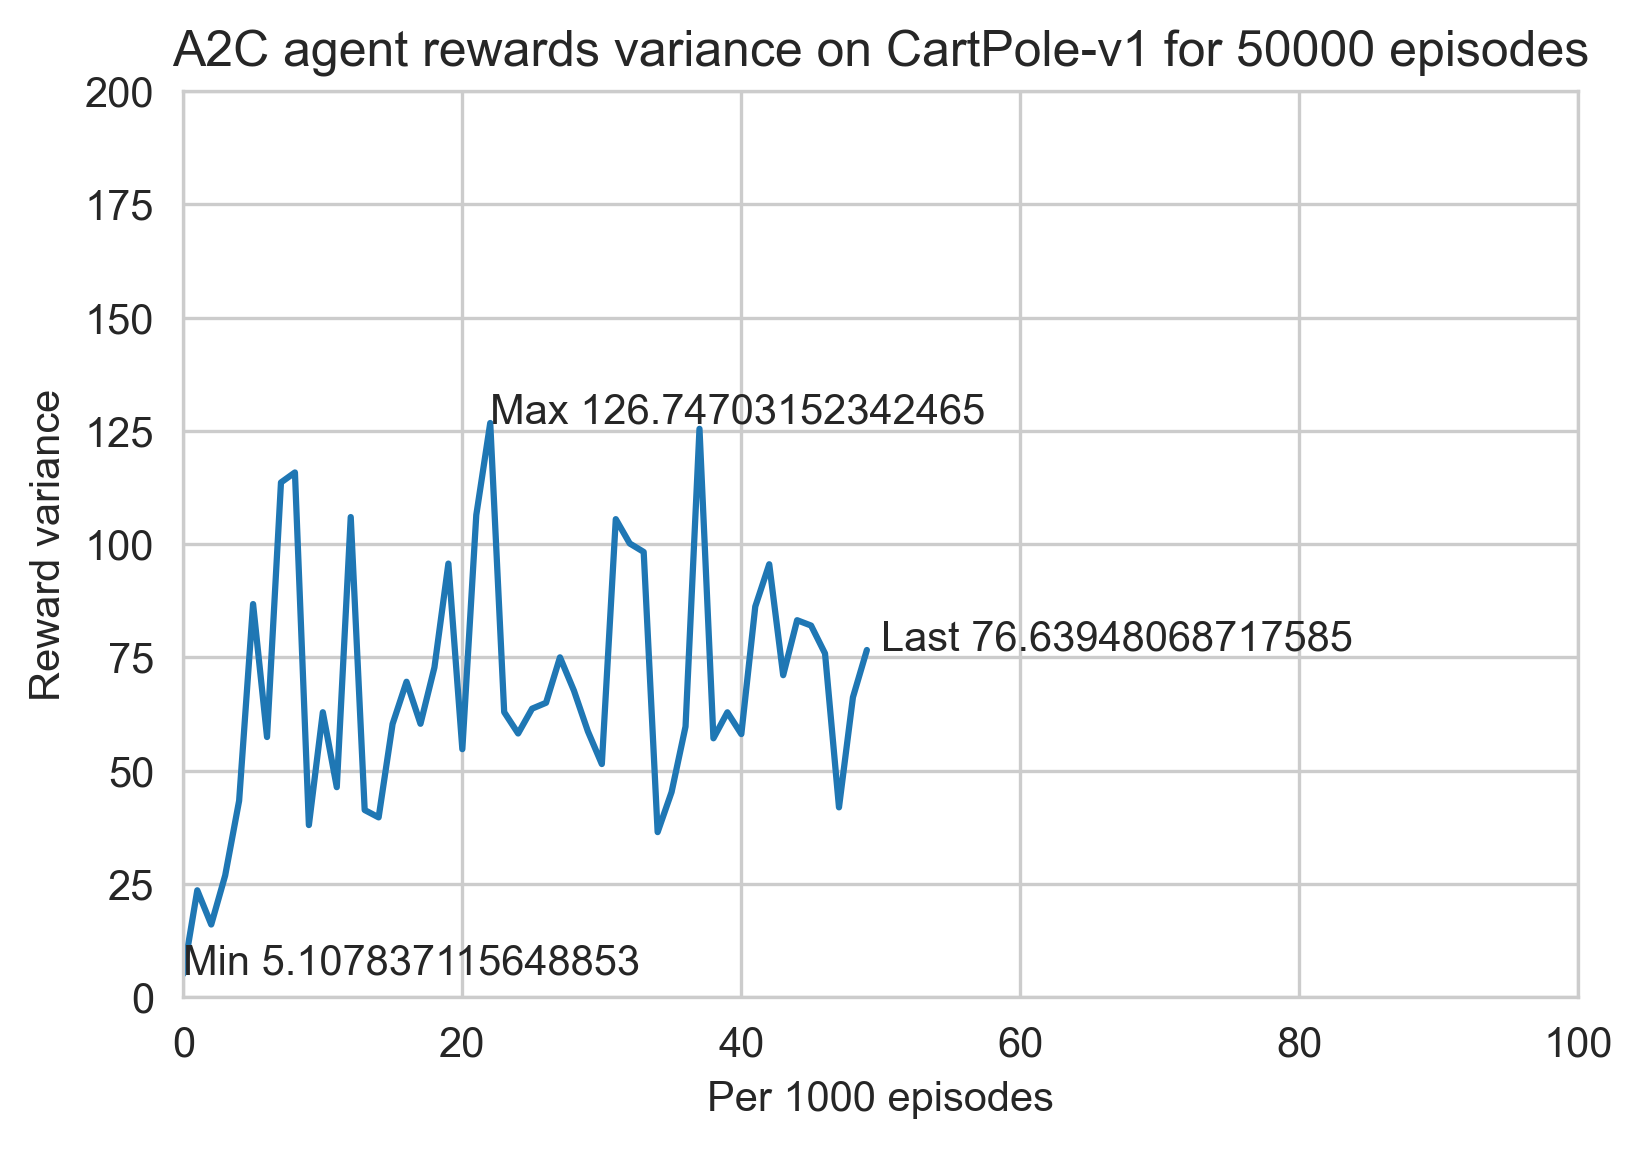 A2C agent rewards variance on CartPole-v1 for 50000 episodes
200
175
150
125
100
75
50
25
0
Reward variance
Max 126.74703152342465
Last 76.63948068717585
Min 5.107837115648853
0 20 40 60 80 100
Per 1000 episodes